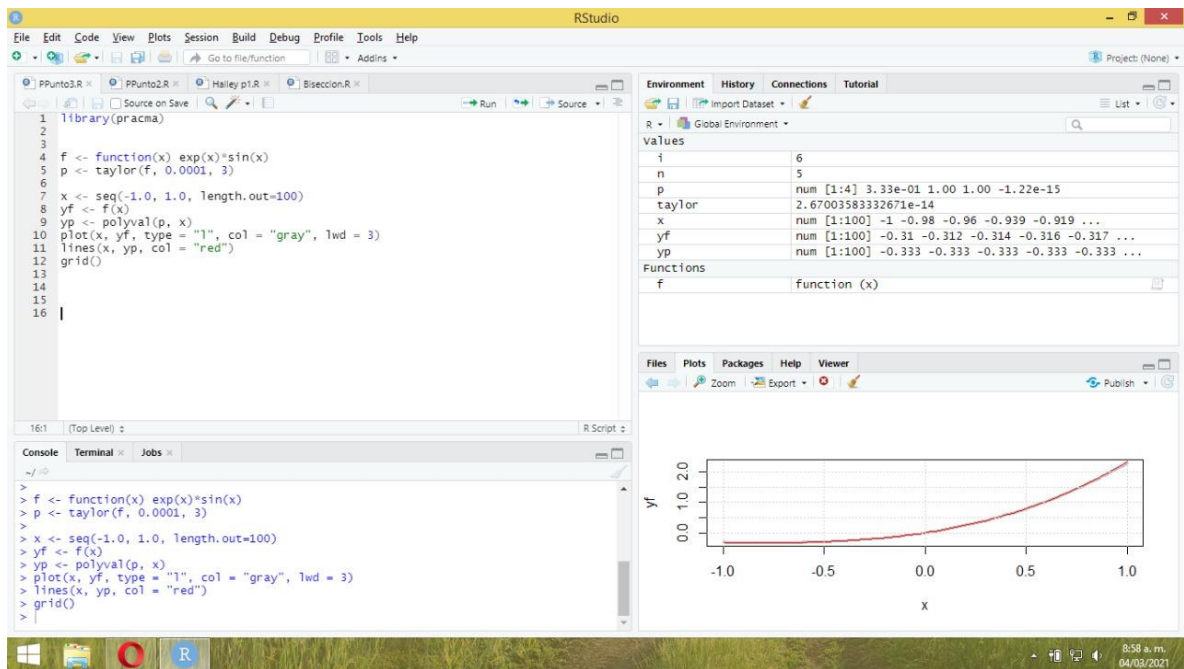 RStudio
File Edit Code View Plots Session Build Debug Profile Tools Help
Go to file/function Addins
Project: (None)
PPunto3.R PPunto2.R Halley p1.R Biseccion.R
Source on Save Run Source
1 library(pracma)
2
3
4 f <- function(x) exp(x)*sin(x)
5 p <- taylor(f, 0.0001, 3)
6
7 x <- seq(-1.0, 1.0, length.out=100)
8 yf <- f(x)
9 yp <- polyval(p, x)
10 plot(x, yf, type = "l", col = "gray", lwd = 3)
11 lines(x, yp, col = "red")
12 grid()
13
14
15
16
16:1 (Top Level) R Script
Console Terminal Jobs
~/
>
> f <- function(x) exp(x)*sin(x)
> p <- taylor(f, 0.0001, 3)
>
> x <- seq(-1.0, 1.0, length.out=100)
> yf <- f(x)
> yp <- polyval(p, x)
> plot(x, yf, type = "l", col = "gray", lwd = 3)
> lines(x, yp, col = "red")
> grid()
>
Environment History Connections Tutorial
Import Dataset List
R Global Environment
Values
i 6
n 5
p num [1:4] 3.33e-01 1.00 1.00 -1.22e-15
taylor 2.67003583332671e-14
x num [1:100] -1 -0.98 -0.96 -0.939 -0.919 ...
yf num [1:100] -0.31 -0.312 -0.314 -0.316 -0.317 ...
yp num [1:100] -0.333 -0.333 -0.333 -0.333 -0.333 ...
Functions
f function (x)
Files Plots Packages Help Viewer
Zoom Export Publish
yf
2.0
1.0
0.0
-1.0 -0.5 0.0 0.5 1.0
x
8:58 a. m.
04/03/2021